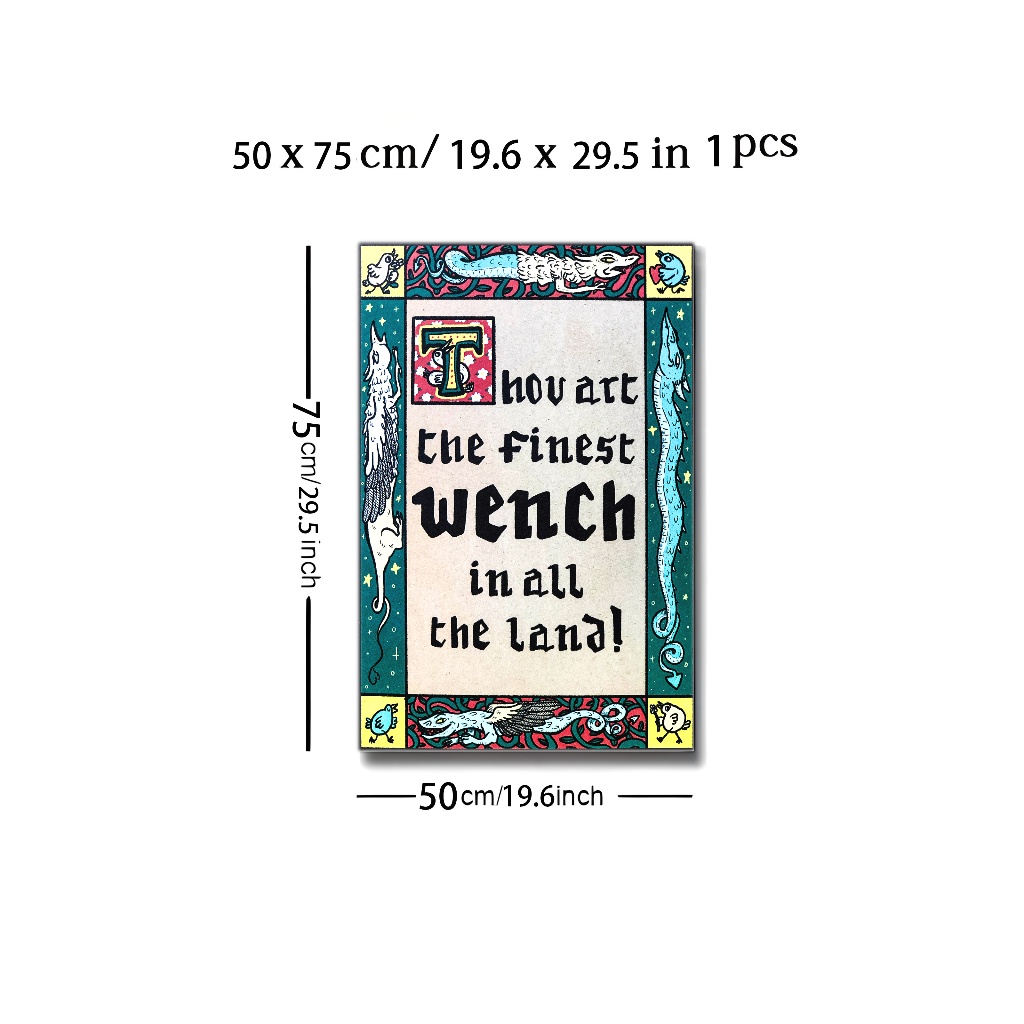 50 x 75 cm/ 19.6 x 29.5 in 1 pcs
75cm/29.5inch
Thou art
the finest
wench
in all
the land!
50cm/19.6inch